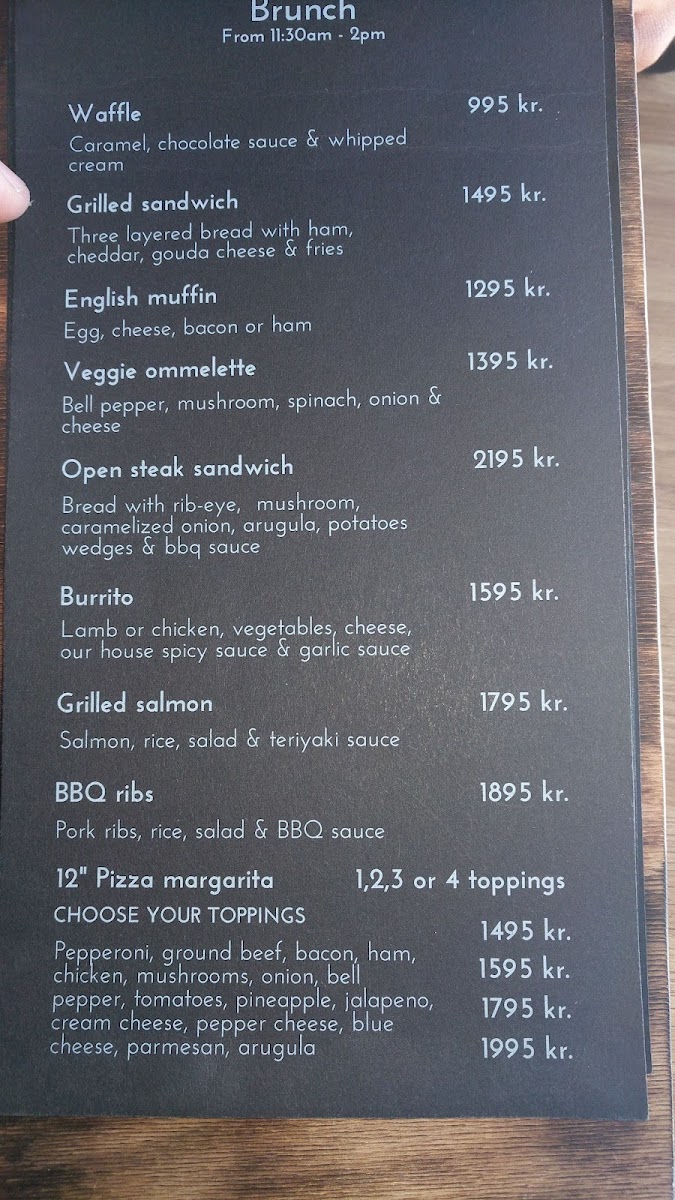 Brunch
From 11:30am - 2pm
Waffle 995 kr.
Caramel, chocolate sauce & whipped
cream
Grilled sandwich 1495 kr.
Three layered bread with ham,
cheddar, gouda cheese & fries
English muffin 1295 kr.
Egg, cheese, bacon or ham
Veggie ommelette 1395 kr.
Bell pepper, mushroom, spinach, onion &
cheese
Open steak sandwich 2195 kr.
Bread with rib-eye, mushroom,
caramelized onion, arugula, potatoes
wedges & bbq sauce
Burrito 1595 kr.
Lamb or chicken, vegetables, cheese,
our house spicy sauce & garlic sauce
Grilled salmon 1795 kr.
Salmon, rice, salad & teriyaki sauce
BBQ ribs 1895 kr.
Pork ribs, rice, salad & BBQ sauce
12" Pizza margarita 1,2,3 or 4 toppings
CHOOSE YOUR TOPPINGS 1495 kr.
Pepperoni, ground beef, bacon, ham,
chicken, mushrooms, onion, bell 1595 kr.
pepper, tomatoes, pineapple, jalapeno, 1795 kr.
cream cheese, pepper cheese, blue
cheese, parmesan, arugula 1995 kr.